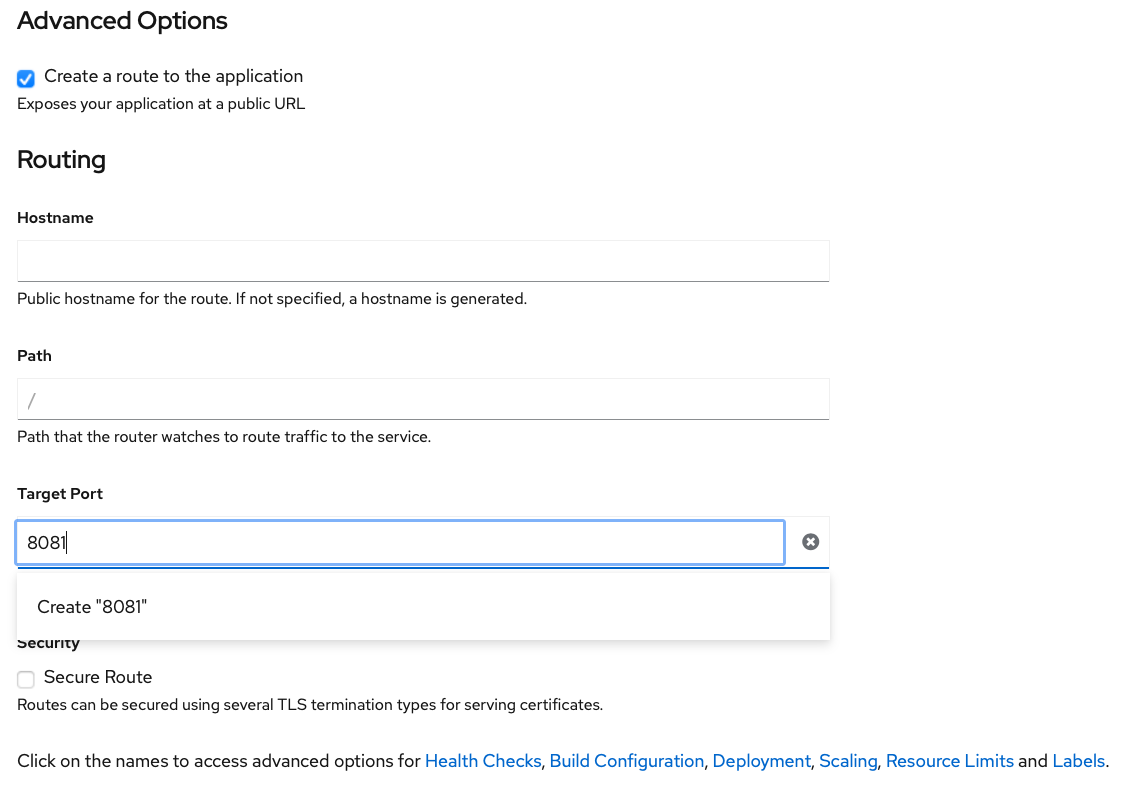 Advanced Options
Create a route to the application
Exposes your application at a public URL
Routing
Hostname
Public hostname for the route. If not specified, a hostname is generated.
Path
/
Path that the router watches to route traffic to the service.
Target Port
8081
Create "8081"
Security
Secure Route
Routes can be secured using several TLS termination types for serving certificates.
Click on the names to access advanced options for Health Checks, Build Configuration, Deployment, Scaling, Resource Limits and Labels.